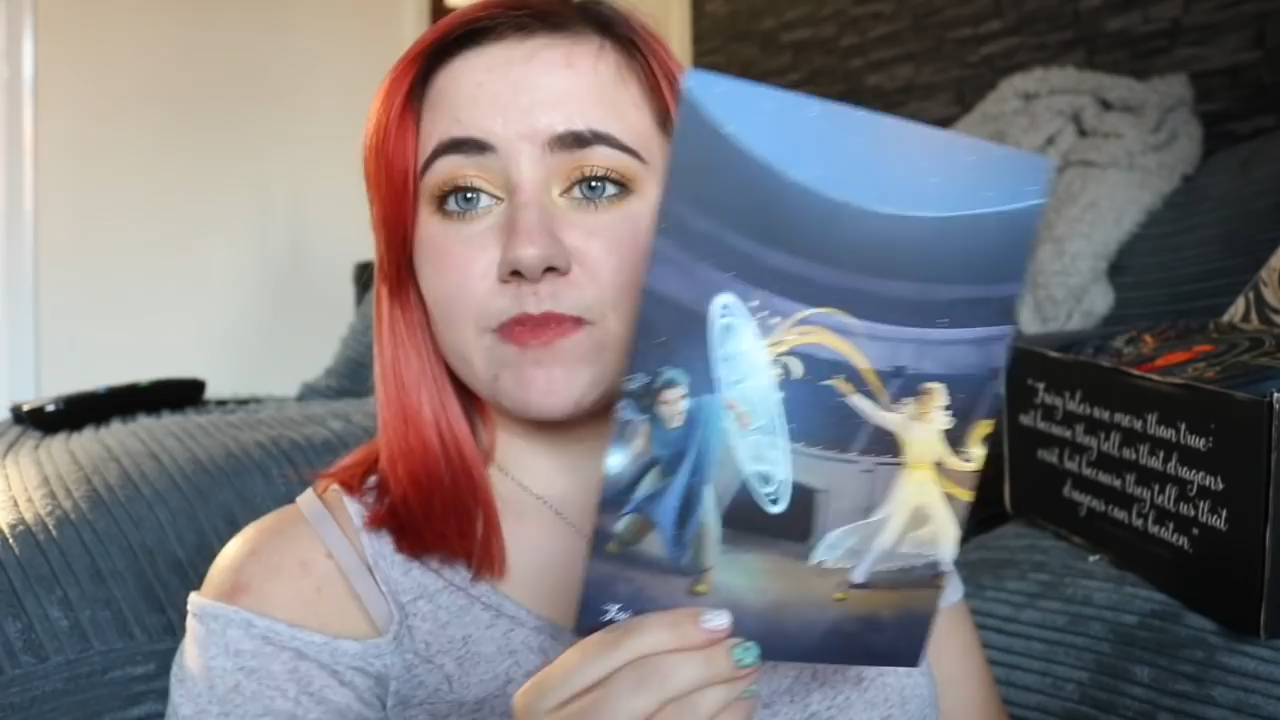 "Fairy tales are more than true:
not because they tell us that dragons
exist, but because they tell us that
dragons can be beaten."